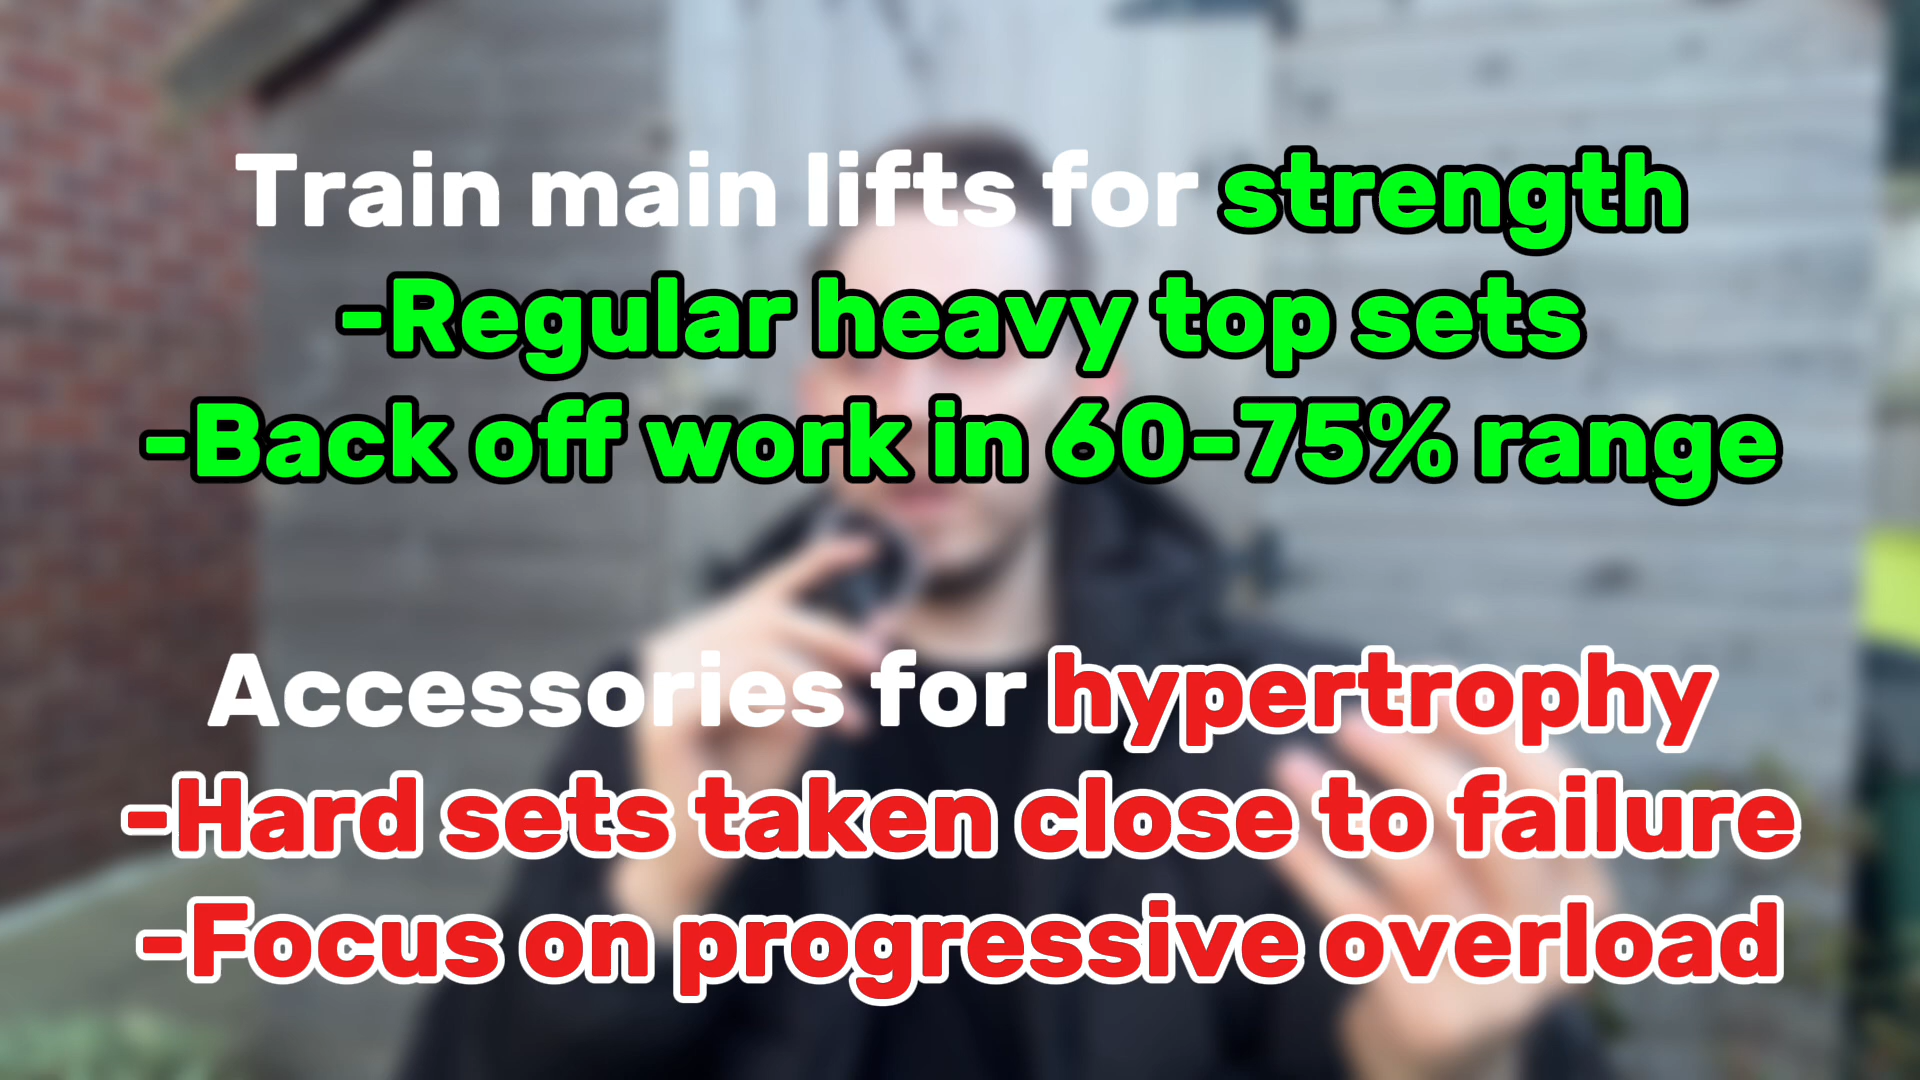 Train main lifts for strength
-Regular heavy top sets
-Back off work in 60-75% range
Accessories for hypertrophy
-Hard sets taken close to failure
-Focus on progressive overload